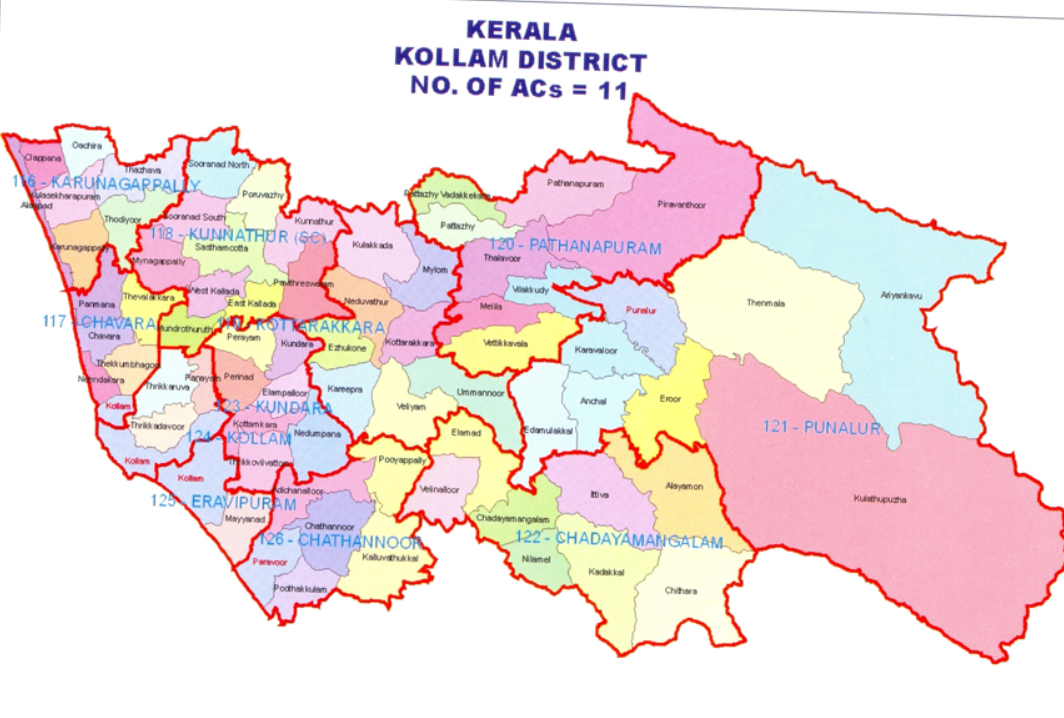 KERALA
KOLLAM DISTRICT
NO. OF ACs = 11
Oachira
Clappana
Thazhava
Sooranad North
116 - KARUNAGAPPALLY
Kulasekharapuram
Alappad
Poruvazhy
Pattazhy Vadakkekara
Pathanapuram
Piravanthoor
Thodiyoor
Sooranad South
Kunnathur
118 - KUNNATHUR (SC)
Pattazhy
Karunagappally
Sasthamcotta
Kulakkada
120 - PATHANAPURAM
Mynagappally
Thalavoor
Mylom
West Kallada
Pavithreswaram
Vilakkudy
Ariyankavu
Panmana
Thevalakkara
East Kallada
Neduvathur
Melila
Punalur
Thenmala
117 - CHAVARA
Mundrothuruth
119 - KOTTARAKKARA
Chavara
Perayam
Kundara
Ezhukone
Kottarakkara
Vettikkavala
Karavaloor
Thekkumbhagom
Neendakara
Thrikkaruva
Panayam
Perinad
Elampalloor
Kareepra
Ummannoor
Anchal
Eroor
Kollam
123 - KUNDARA
Veliyam
Thrikkadavoor
Kottamkara
124 - KOLLAM
Nedumpana
Elamad
Edamulakkal
121 - PUNALUR
Kollam
Thrikkovilvattom
Pooyappally
Kollam
Adichanalloor
Velinalloor
Ittiva
Alayamon
125 - ERAVIPURAM
Kulathupuzha
Mayyanad
Chathannoor
Chadayamangalam
126 - CHATHANNOOR
122 - CHADAYAMANGALAM
Paravoor
Kalluvathukkal
Nilamel
Kadakkal
Poothakkulam
Chithara